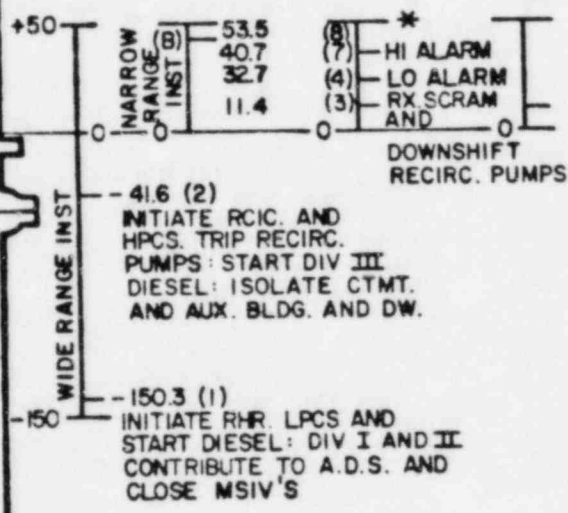 +50
NARROW RANGE INST
(8)
53.5
(8)
*
40.7
(7)
HI ALARM
32.7
(4)
LO ALARM
11.4
(3)
RX. SCRAM
AND
0
0
0
0
DOWNSHIFT
RECIRC. PUMPS
WIDE RANGE INST
-41.6 (2)
INITIATE RCIC. AND
HPCS. TRIP RECIRC.
PUMPS: START DIV III
DIESEL: ISOLATE CTMT.
AND AUX. BLDG. AND DW.
-150.3 (1)
-150
INITIATE RHR. LPCS AND
START DIESEL: DIV I AND II
CONTRIBUTE TO A.D.S. AND
CLOSE MSIV'S